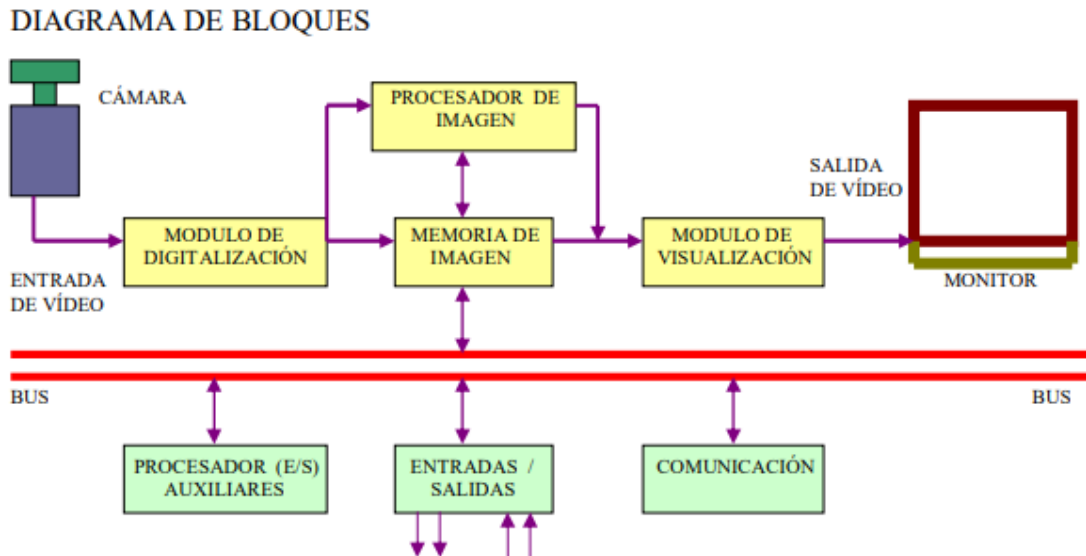 DIAGRAMA DE BLOQUES
CÁMARA
PROCESADOR DE
IMAGEN
SALIDA
DE VÍDEO
MODULO DE
DIGITALIZACIÓN
MEMORIA DE
IMAGEN
MODULO DE
VISUALIZACIÓN
ENTRADA
DE VÍDEO
MONITOR
BUS
BUS
PROCESADOR (E/S)
AUXILIARES
ENTRADAS /
SALIDAS
COMUNICACIÓN